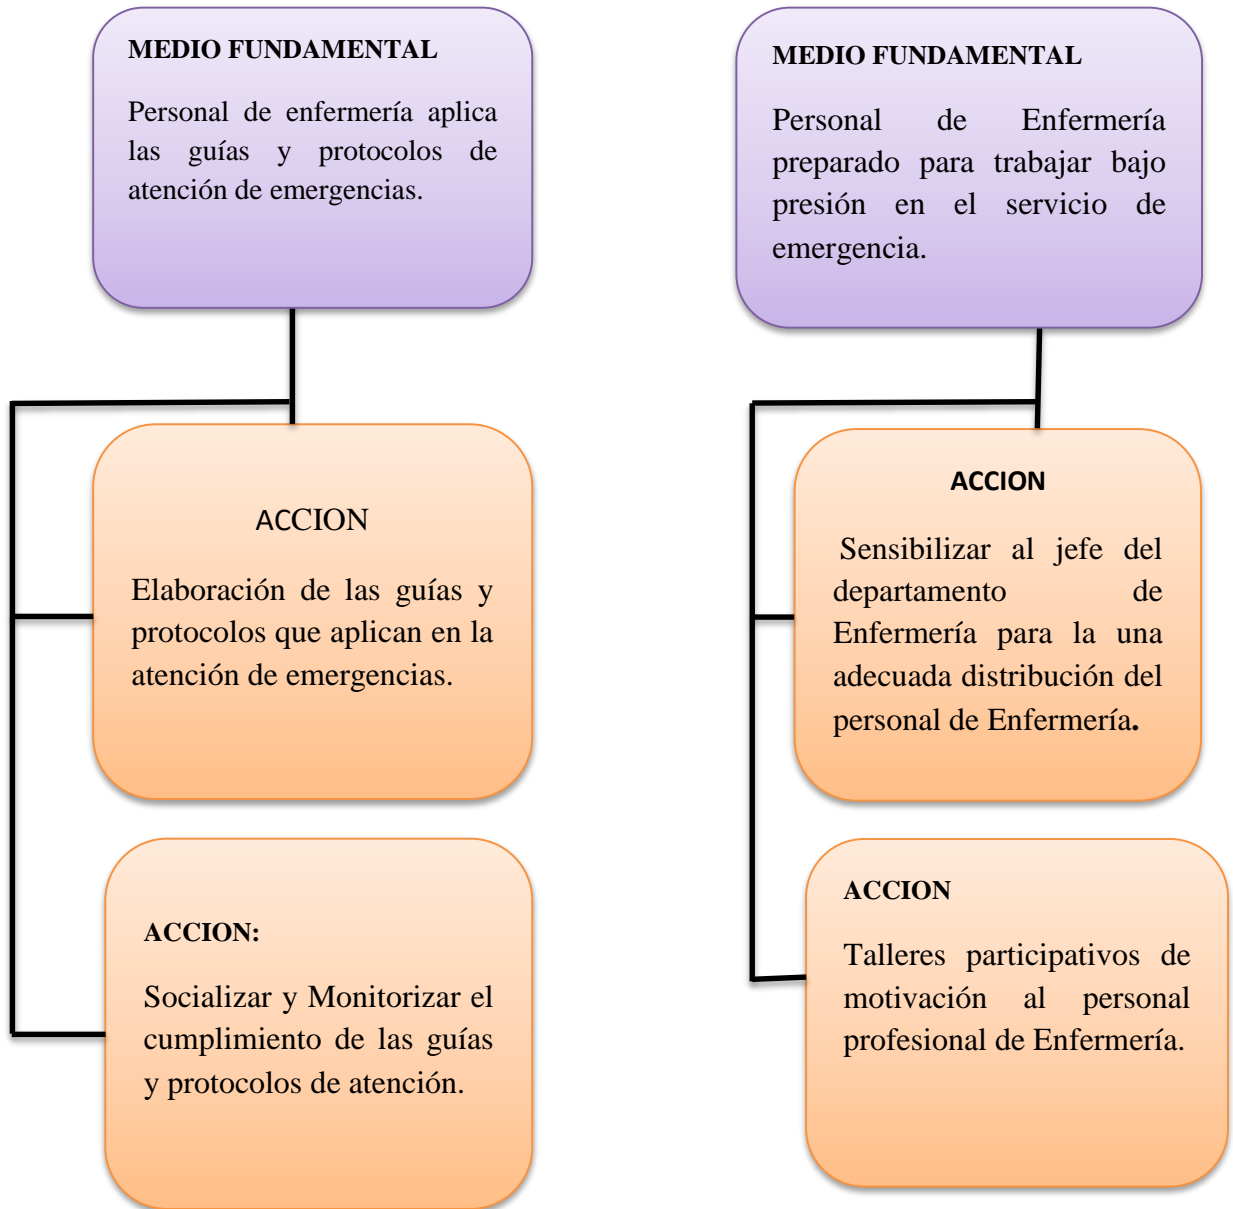 MEDIO FUNDAMENTAL
Personal de enfermería aplica
las guías y protocolos de
atención de emergencias.
ACCION
Elaboración de las guías y
protocolos que aplican en la
atención de emergencias.
ACCION:
Socializar y Monitorizar el
cumplimiento de las guías
y protocolos de atención.
MEDIO FUNDAMENTAL
Personal de Enfermería
preparado para trabajar bajo
presión en el servicio de
emergencia.
ACCION
Sensibilizar al jefe del
departamento de
Enfermería para la una
adecuada distribución del
personal de Enfermería.
ACCION
Talleres participativos de
motivación al personal
profesional de Enfermería.